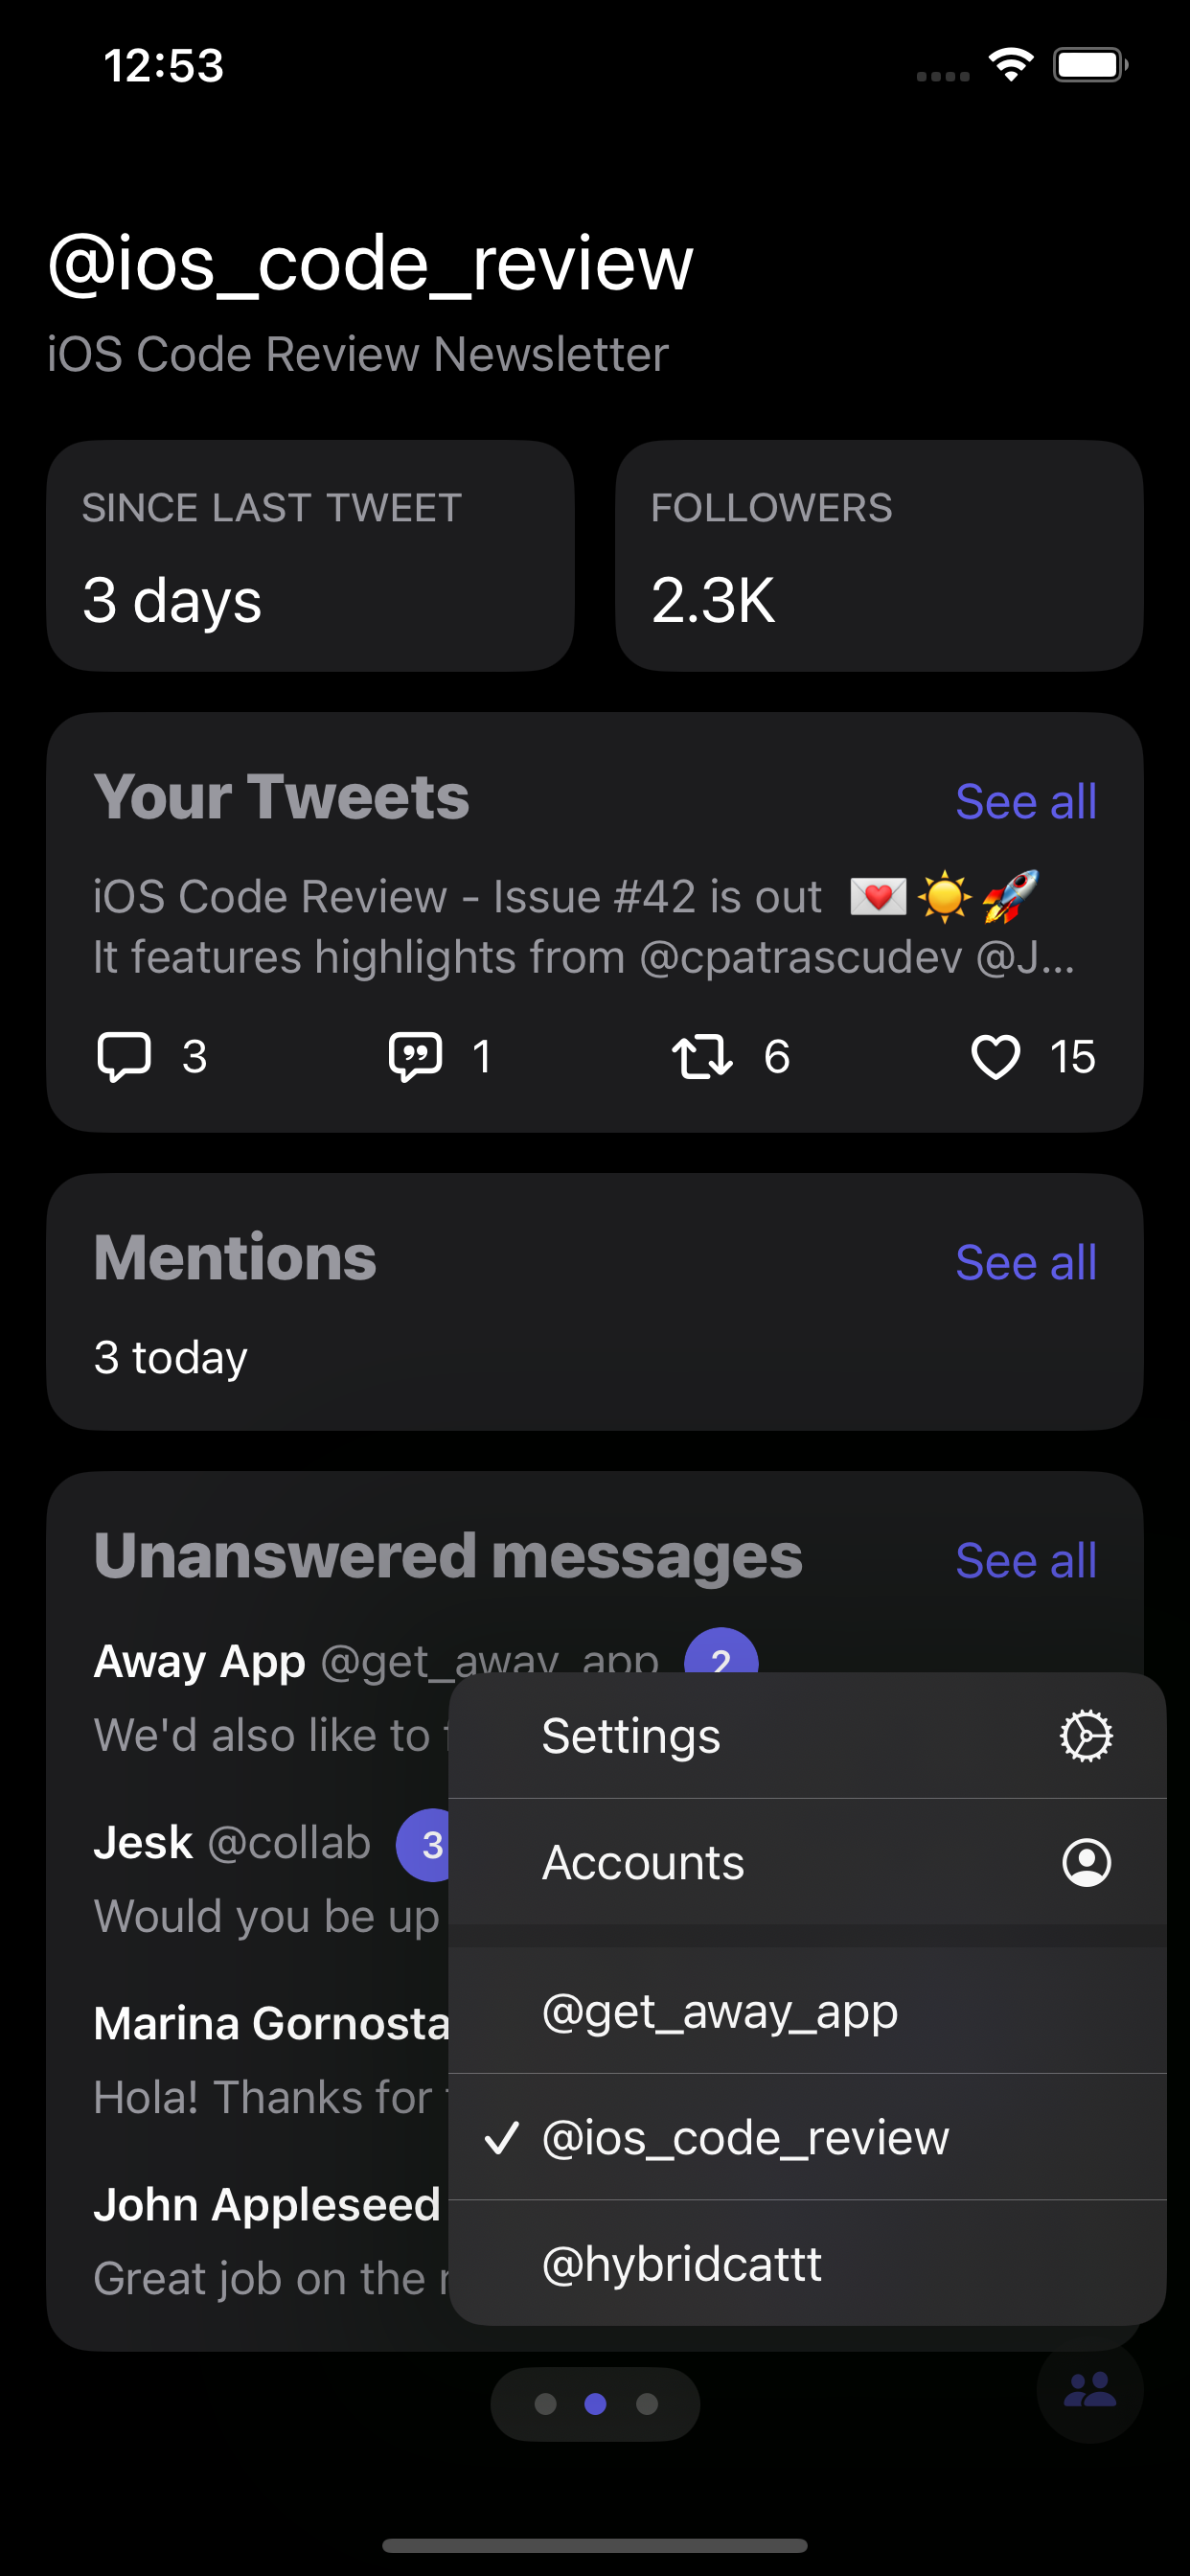 12:53
@ios_code_review
iOS Code Review Newsletter
SINCE LAST TWEET
3 days
FOLLOWERS
2.3K
Your Tweets
See all
iOS Code Review - Issue #42 is out 💌☀️🚀
It features highlights from @cpatrascudev @J...
3
1
6
15
Mentions
See all
3 today
Unanswered messages
See all
Away App @get_away_app 2
We'd also like to
Jesk @collab 3
Would you be up
Marina Gornosta
Hola! Thanks for
John Appleseed
Great job on the
Settings
Accounts
@get_away_app
@ios_code_review
@hybridcattt